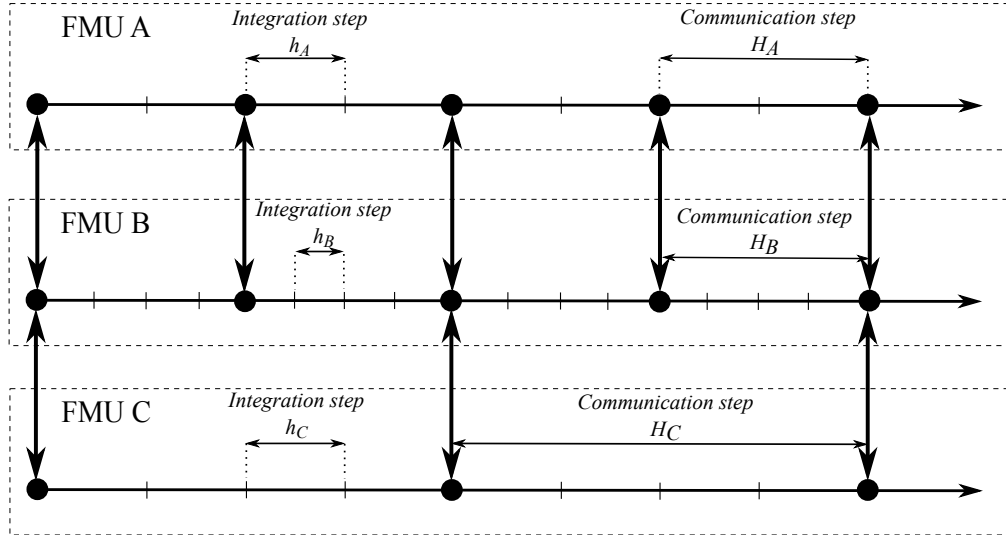 FMU A
Integration step
h_A
Communication step
H_A
FMU B
Integration step
h_B
Communication step
H_B
FMU C
Integration step
h_C
Communication step
H_C